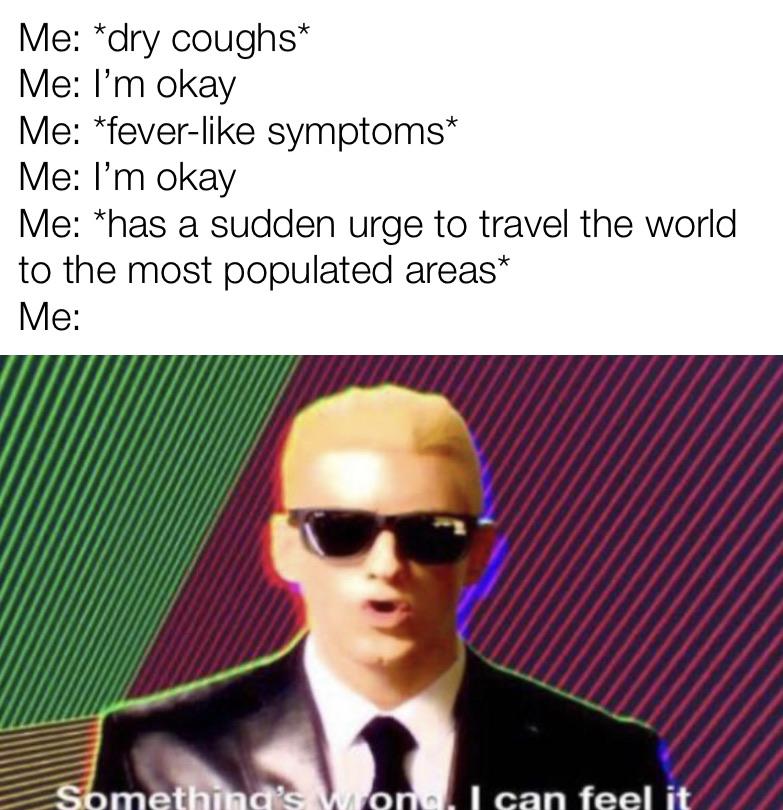 Me: *dry coughs*
Me: I’m okay
Me: *fever-like symptoms*
Me: I’m okay
Me: *has a sudden urge to travel the world
to the most populated areas*
Me:
Something's wrong. I can feel it